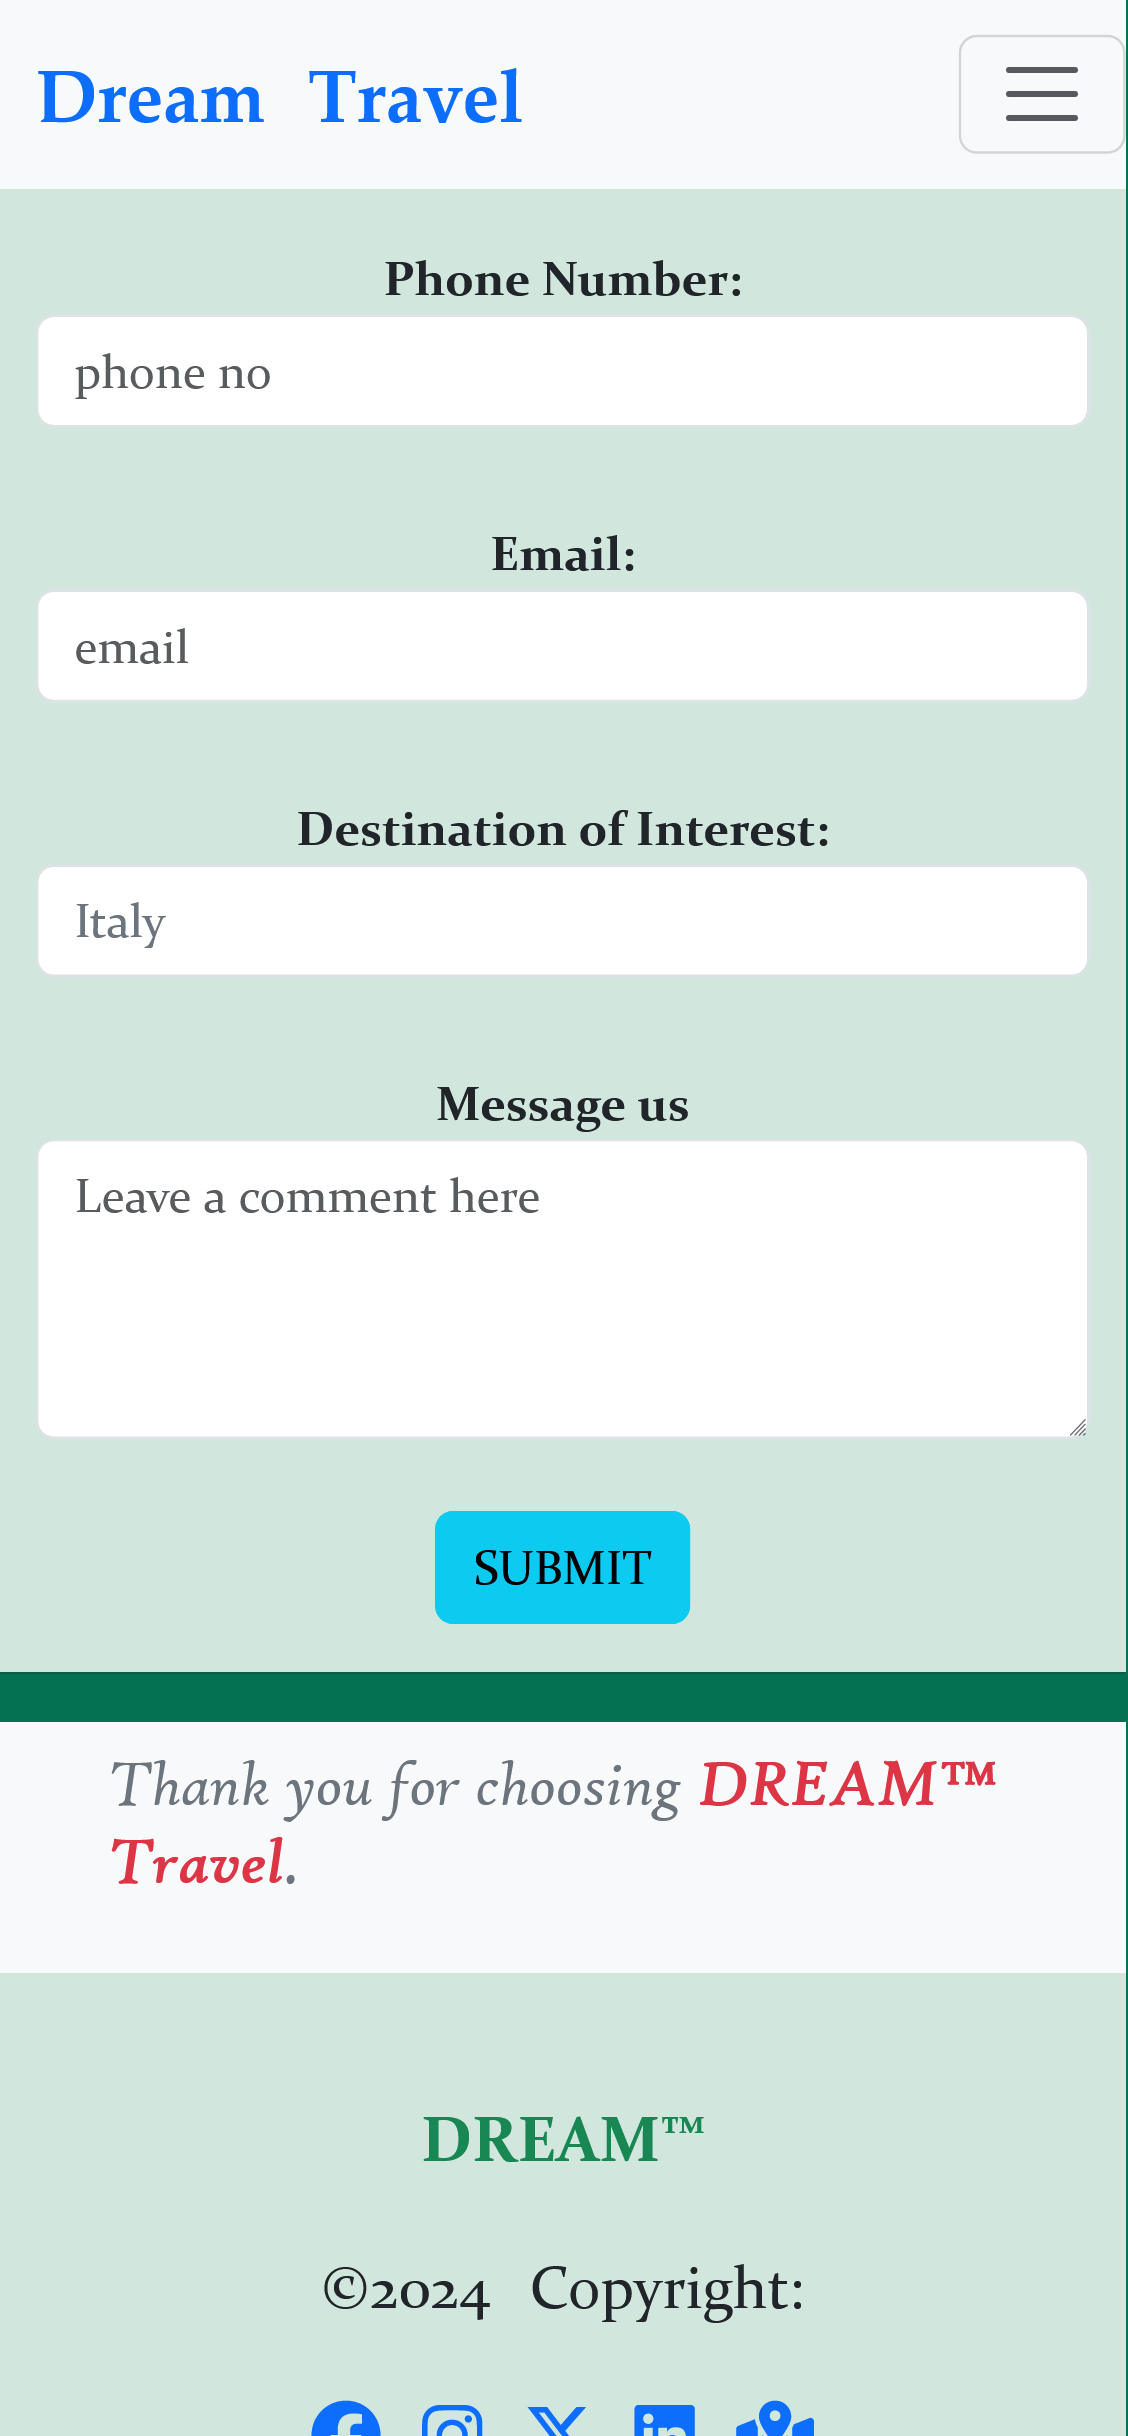 Dream Travel
Phone Number:
phone no
Email:
email
Destination of Interest:
Italy
Message us
Leave a comment here
SUBMIT
Thank you for choosing DREAM™
Travel.
DREAM™
©2024 Copyright: